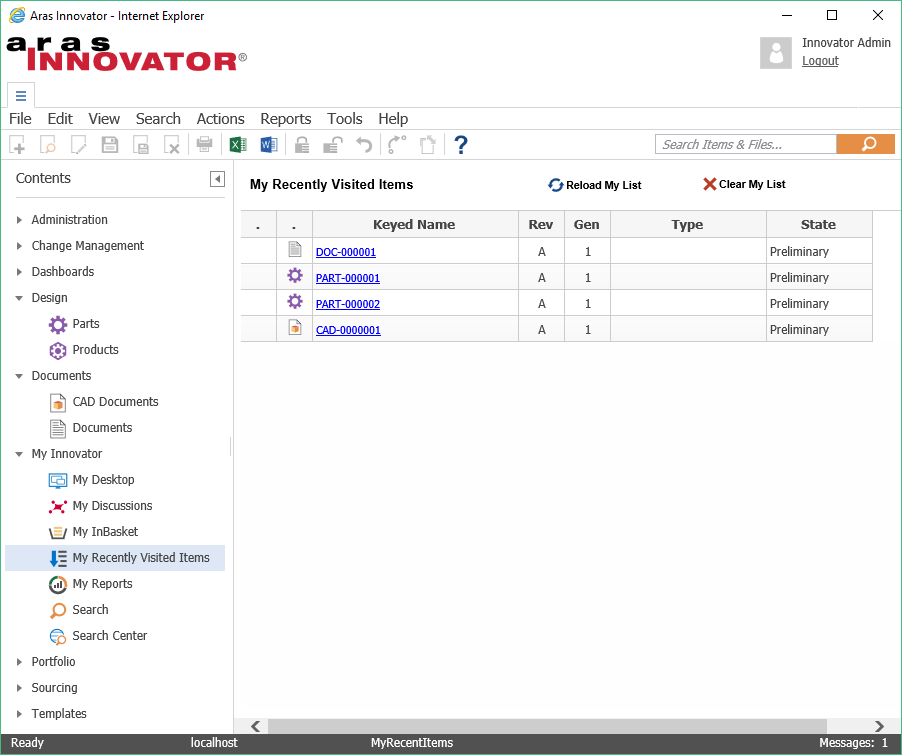 Aras Innovator - Internet Explorer
aras
INNOVATOR®
Innovator Admin
Logout
File Edit View Search Actions Reports Tools Help
Search Items & Files...
Contents
Administration
Change Management
Dashboards
Design
Parts
Products
Documents
CAD Documents
Documents
My Innovator
My Desktop
My Discussions
My InBasket
My Recently Visited Items
My Reports
Search
Search Center
Portfolio
Sourcing
Templates
My Recently Visited Items Reload My List Clear My List
. . Keyed Name Rev Gen Type State
DOC-000001 A 1 Preliminary
PART-000001 A 1 Preliminary
PART-000002 A 1 Preliminary
CAD-0000001 A 1 Preliminary
Ready localhost MyRecentItems Messages: 1